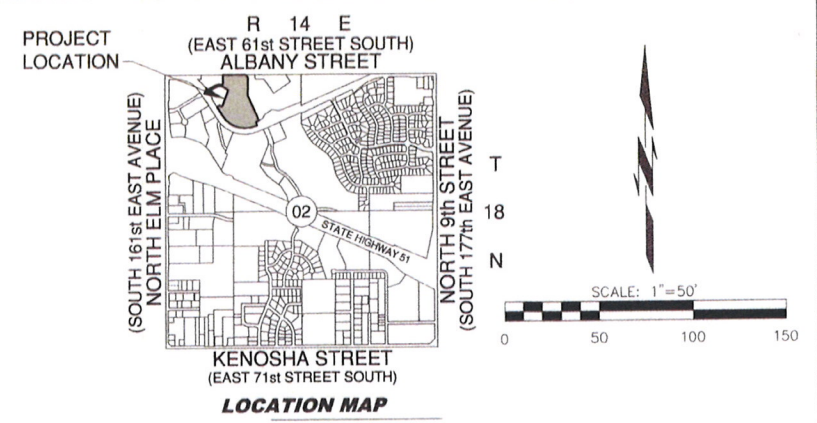 R 14 E
(EAST 61st STREET SOUTH)
ALBANY STREET
PROJECT
LOCATION
(SOUTH 161st EAST AVENUE)
NORTH ELM PLACE
02
STATE HIGHWAY 51
NORTH 9th STREET
(SOUTH 177th EAST AVENUE)
T
18
N
KENOSHA STREET
(EAST 71st STREET SOUTH)
LOCATION MAP
N
SCALE: 1"=50'
0 50 100 150